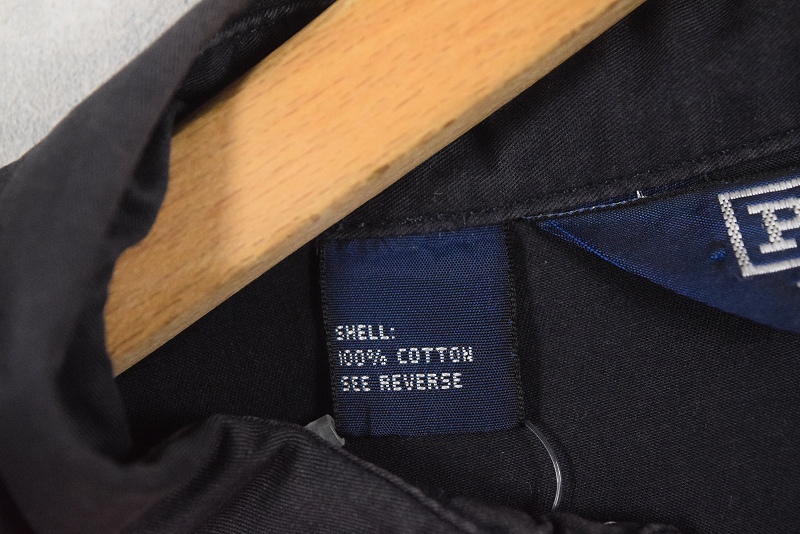 SHELL:
100% COTTON
SEE REVERSE
P